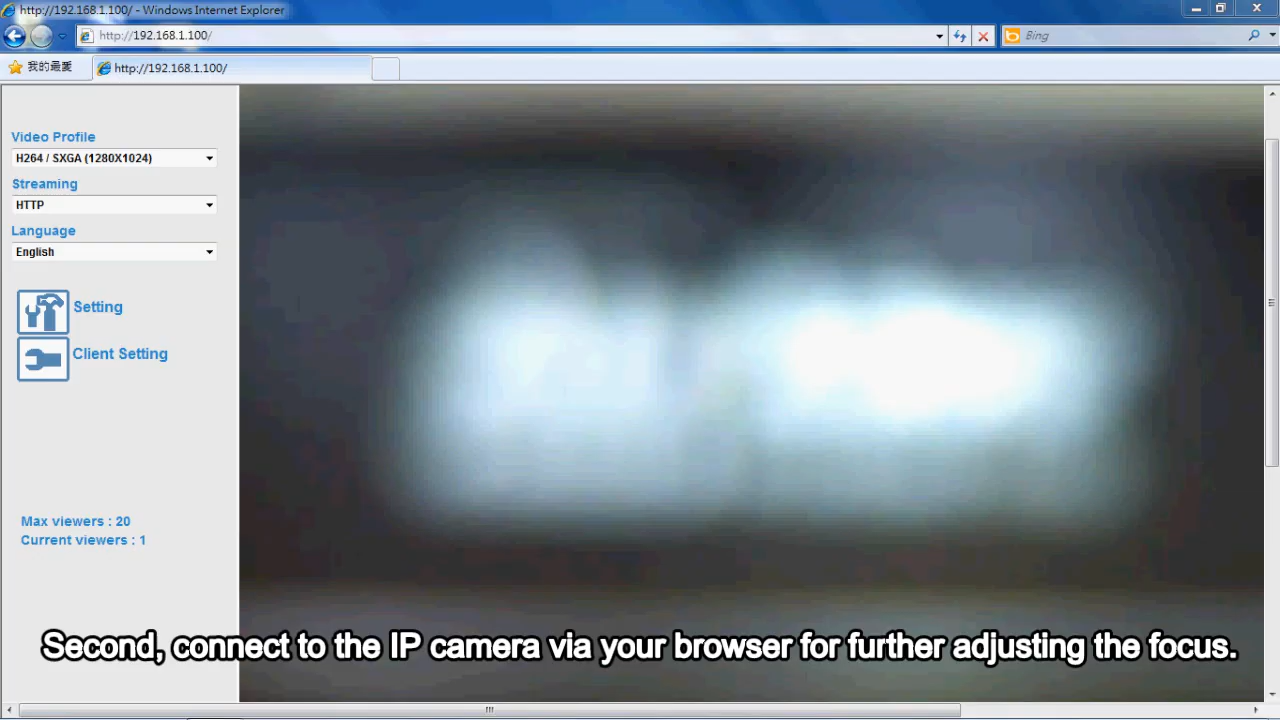 http://192.168.1.100/ - Windows Internet Explorer
http://192.168.1.100/
Bing
我的最愛
http://192.168.1.100/
Video Profile
H264 / SXGA (1280X1024)
Streaming
HTTP
Language
English
Setting
Client Setting
Max viewers : 20
Current viewers : 1
Second, connect to the IP camera via your browser for further adjusting the focus.